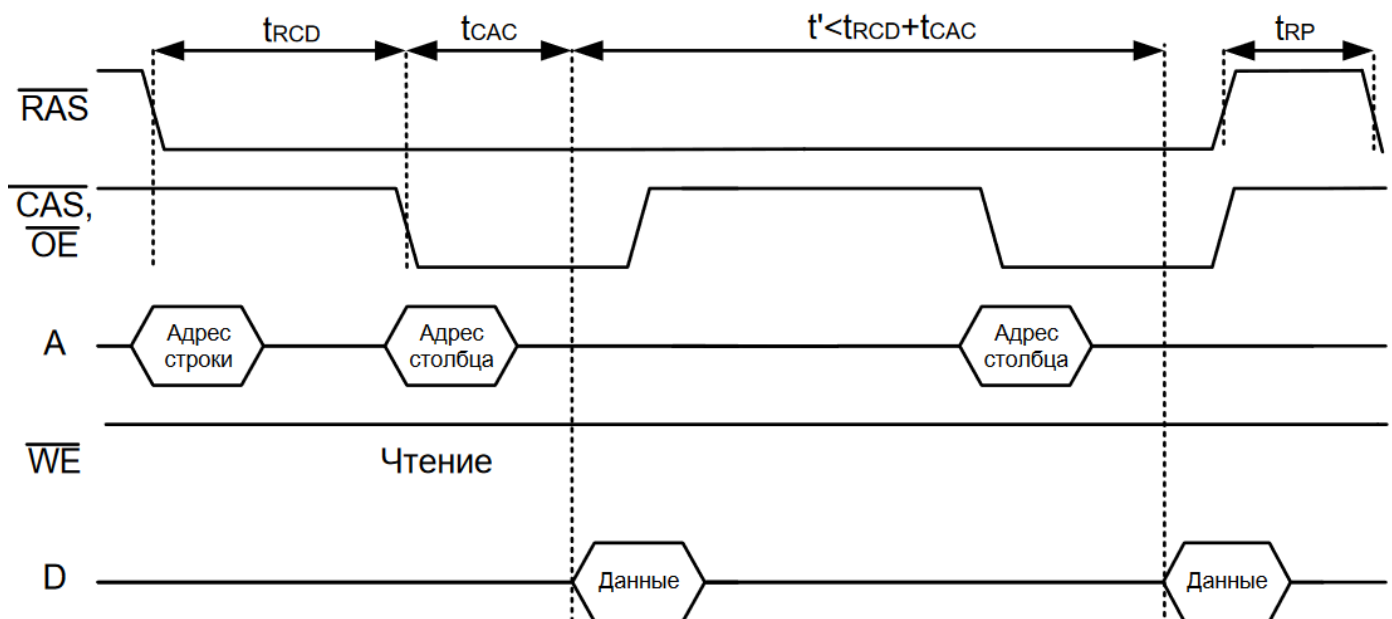 tRCD
tCAC
t'<tRCD+tCAC
tRP
RAS
CAS,
OE
A
Адрес
строки
Адрес
столбца
Адрес
столбца
WE
Чтение
D
Данные
Данные